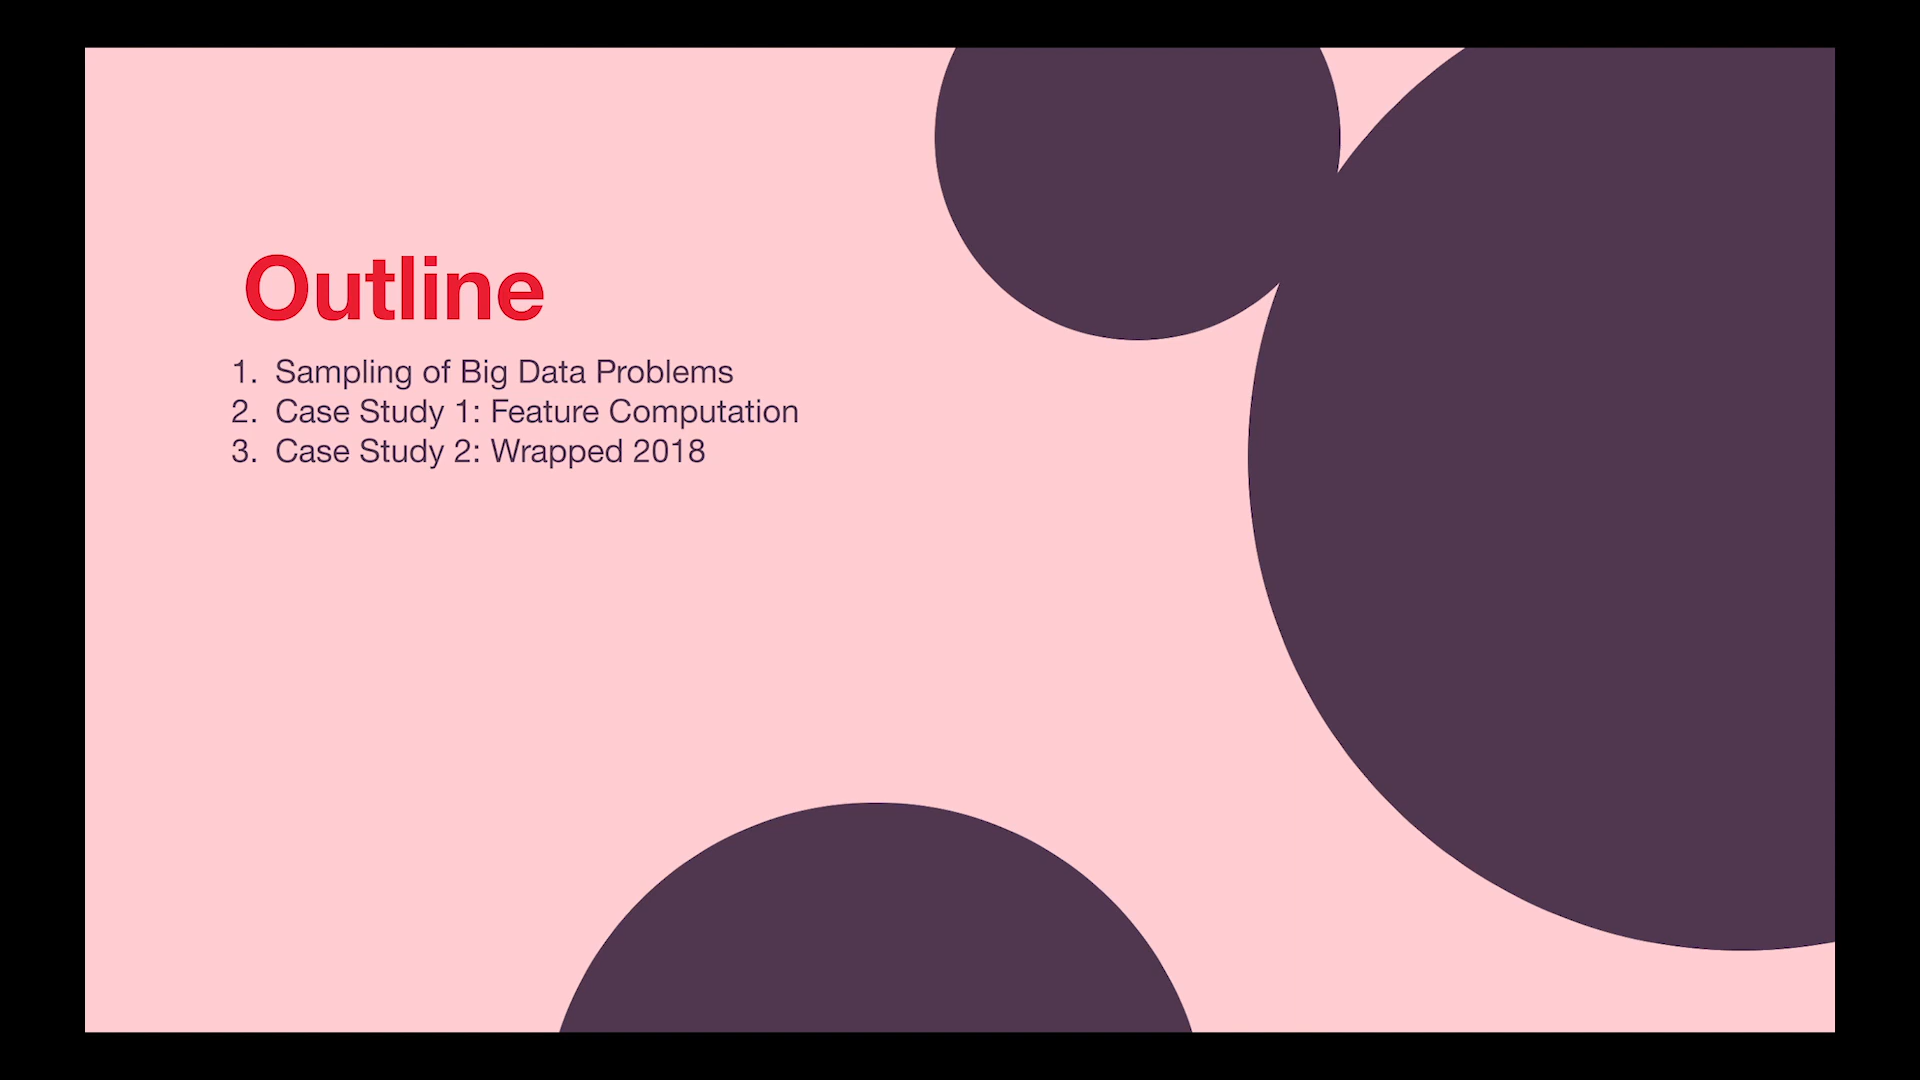 Outline
1. Sampling of Big Data Problems
2. Case Study 1: Feature Computation
3. Case Study 2: Wrapped 2018